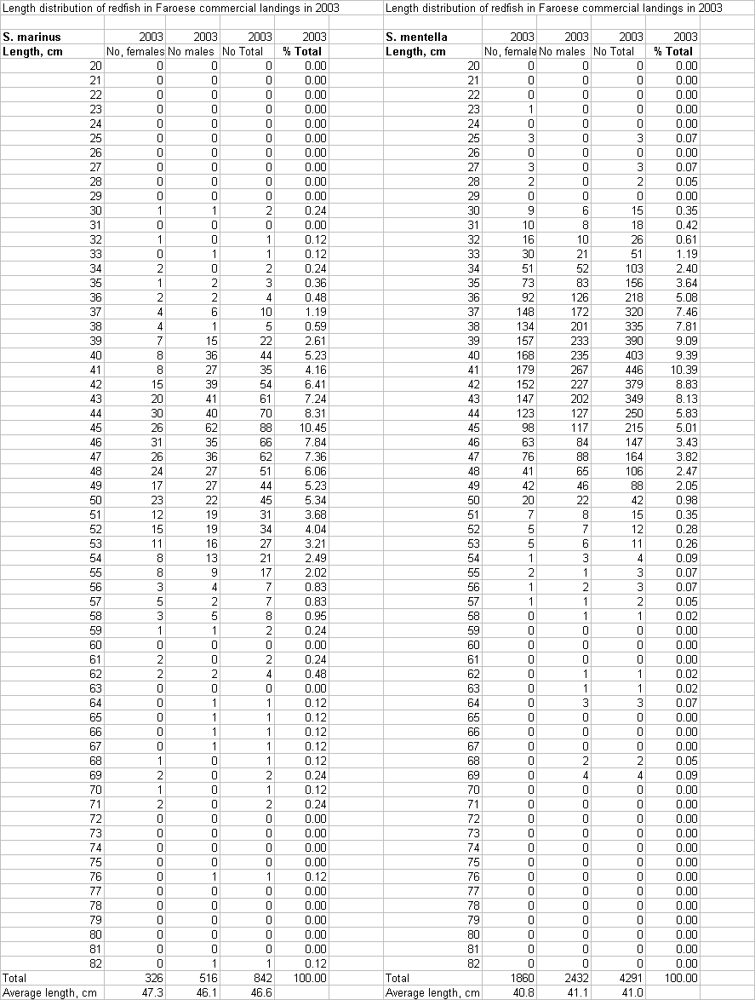 Length distribution of redfish in Faroese commercial landings in 2003 Length distribution of redfish in Faroese commercial landings in 2003
S. marinus 2003 2003 2003 2003 S. mentella 2003 2003 2003 2003
Length, cm No, females No males No Total % Total Length, cm No, female No males No Total % Total
20 0 0 0 0.00 20 0 0 0 0.00
21 0 0 0 0.00 21 0 0 0 0.00
22 0 0 0 0.00 22 0 0 0 0.00
23 0 0 0 0.00 23 1 0 0 0.00
24 0 0 0 0.00 24 0 0 0 0.00
25 0 0 0 0.00 25 3 0 3 0.07
26 0 0 0 0.00 26 0 0 0 0.00
27 0 0 0 0.00 27 3 0 3 0.07
28 0 0 0 0.00 28 2 0 2 0.05
29 0 0 0 0.00 29 0 0 0 0.00
30 1 1 2 0.24 30 9 6 15 0.35
31 0 0 0 0.00 31 10 8 18 0.42
32 1 0 1 0.12 32 16 10 26 0.61
33 0 1 1 0.12 33 30 21 51 1.19
34 2 0 2 0.24 34 51 52 103 2.40
35 1 2 3 0.36 35 73 83 156 3.64
36 2 2 4 0.48 36 92 126 218 5.08
37 4 6 10 1.19 37 148 172 320 7.46
38 4 1 5 0.59 38 134 201 335 7.81
39 7 15 22 2.61 39 157 233 390 9.09
40 8 36 44 5.23 40 168 235 403 9.39
41 8 27 35 4.16 41 179 267 446 10.39
42 15 39 54 6.41 42 152 227 379 8.83
43 20 41 61 7.24 43 147 202 349 8.13
44 30 40 70 8.31 44 123 127 250 5.83
45 26 62 88 10.45 45 98 117 215 5.01
46 31 35 66 7.84 46 63 84 147 3.43
47 26 36 62 7.36 47 76 88 164 3.82
48 24 27 51 6.06 48 41 65 106 2.47
49 17 27 44 5.23 49 42 46 88 2.05
50 23 22 45 5.34 50 20 22 42 0.98
51 12 19 31 3.68 51 7 8 15 0.35
52 15 19 34 4.04 52 5 7 12 0.28
53 11 16 27 3.21 53 5 6 11 0.26
54 8 13 21 2.49 54 1 3 4 0.09
55 8 9 17 2.02 55 2 1 3 0.07
56 3 4 7 0.83 56 1 2 3 0.07
57 5 2 7 0.83 57 1 1 2 0.05
58 3 5 8 0.95 58 0 1 1 0.02
59 1 1 2 0.24 59 0 0 0 0.00
60 0 0 0 0.00 60 0 0 0 0.00
61 2 0 2 0.24 61 0 0 0 0.00
62 2 2 4 0.48 62 0 1 1 0.02
63 0 0 0 0.00 63 0 1 1 0.02
64 0 1 1 0.12 64 0 3 3 0.07
65 0 1 1 0.12 65 0 0 0 0.00
66 0 1 1 0.12 66 0 0 0 0.00
67 0 1 1 0.12 67 0 0 0 0.00
68 1 0 1 0.12 68 0 2 2 0.05
69 2 0 2 0.24 69 0 4 4 0.09
70 1 0 1 0.12 70 0 0 0 0.00
71 2 0 2 0.24 71 0 0 0 0.00
72 0 0 0 0.00 72 0 0 0 0.00
73 0 0 0 0.00 73 0 0 0 0.00
74 0 0 0 0.00 74 0 0 0 0.00
75 0 0 0 0.00 75 0 0 0 0.00
76 0 1 1 0.12 76 0 0 0 0.00
77 0 0 0 0.00 77 0 0 0 0.00
78 0 0 0 0.00 78 0 0 0 0.00
79 0 0 0 0.00 79 0 0 0 0.00
80 0 0 0 0.00 80 0 0 0 0.00
81 0 0 0 0.00 81 0 0 0 0.00
82 0 1 1 0.12 82 0 0 0 0.00
Total 326 516 842 100.00 Total 1860 2432 4291 100.00
Average length, cm 47.3 46.1 46.6 Average length, cm 40.8 41.1 41.0